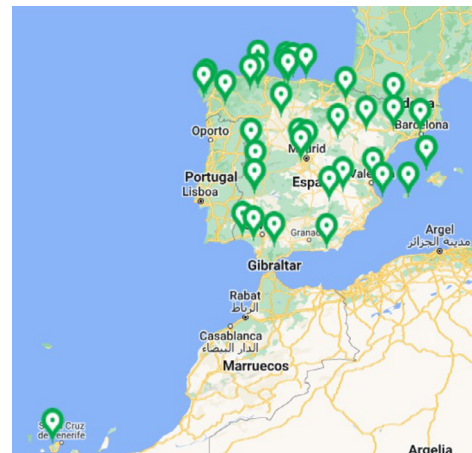 Oporto
Barcelona
Madrid
Portugal
Lisboa
Españ
Granad
Argel
مدينة الجزائر
Gibraltar
Rabat
الرباط
Casablanca
الدار البيضاء
Marruecos
Cruz
de Tenerife
Argelia